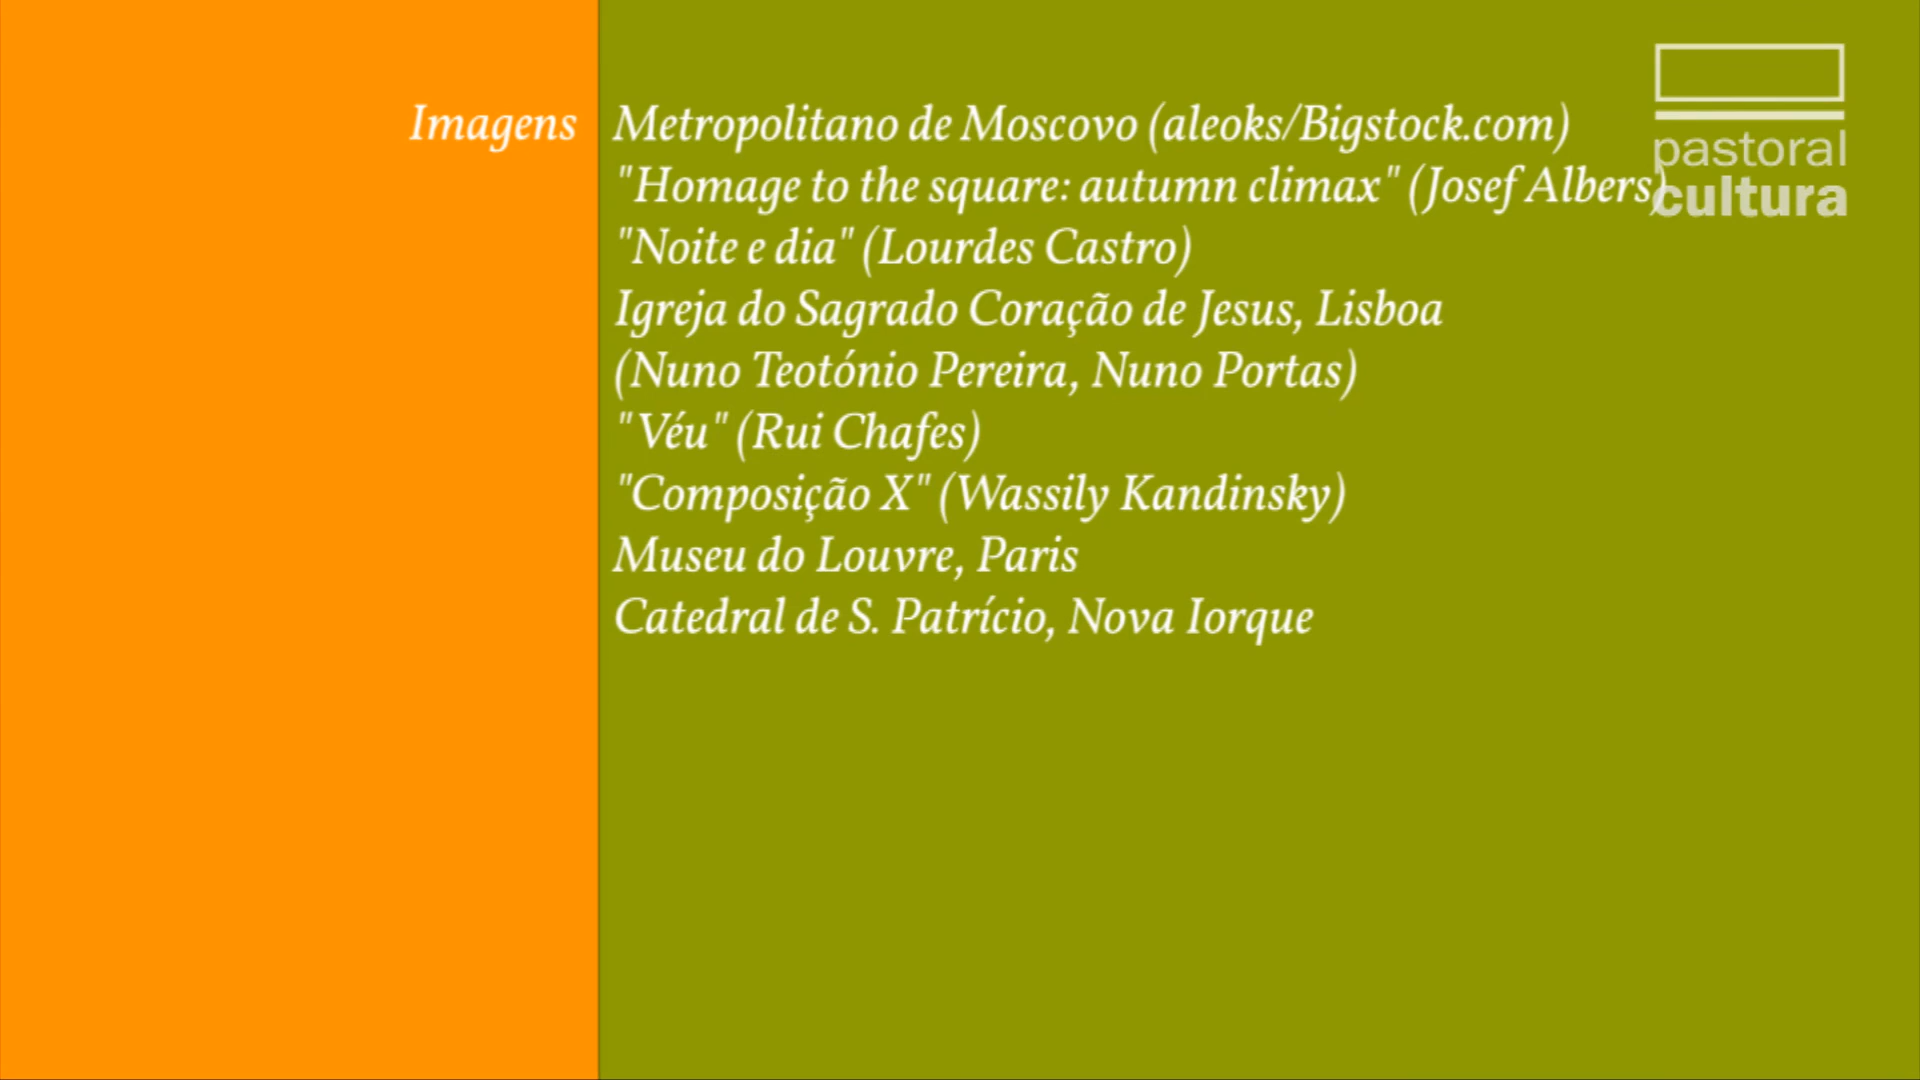 Imagens
Metropolitano de Moscovo (aleoks/Bigstock.com)
"Homage to the square: autumn climax" (Josef Albers)
"Noite e dia" (Lourdes Castro)
Igreja do Sagrado Coração de Jesus, Lisboa
(Nuno Teotónio Pereira, Nuno Portas)
"Véu" (Rui Chafes)
"Composição X" (Wassily Kandinsky)
Museu do Louvre, Paris
Catedral de S. Patrício, Nova Iorque
pastoral
cultura